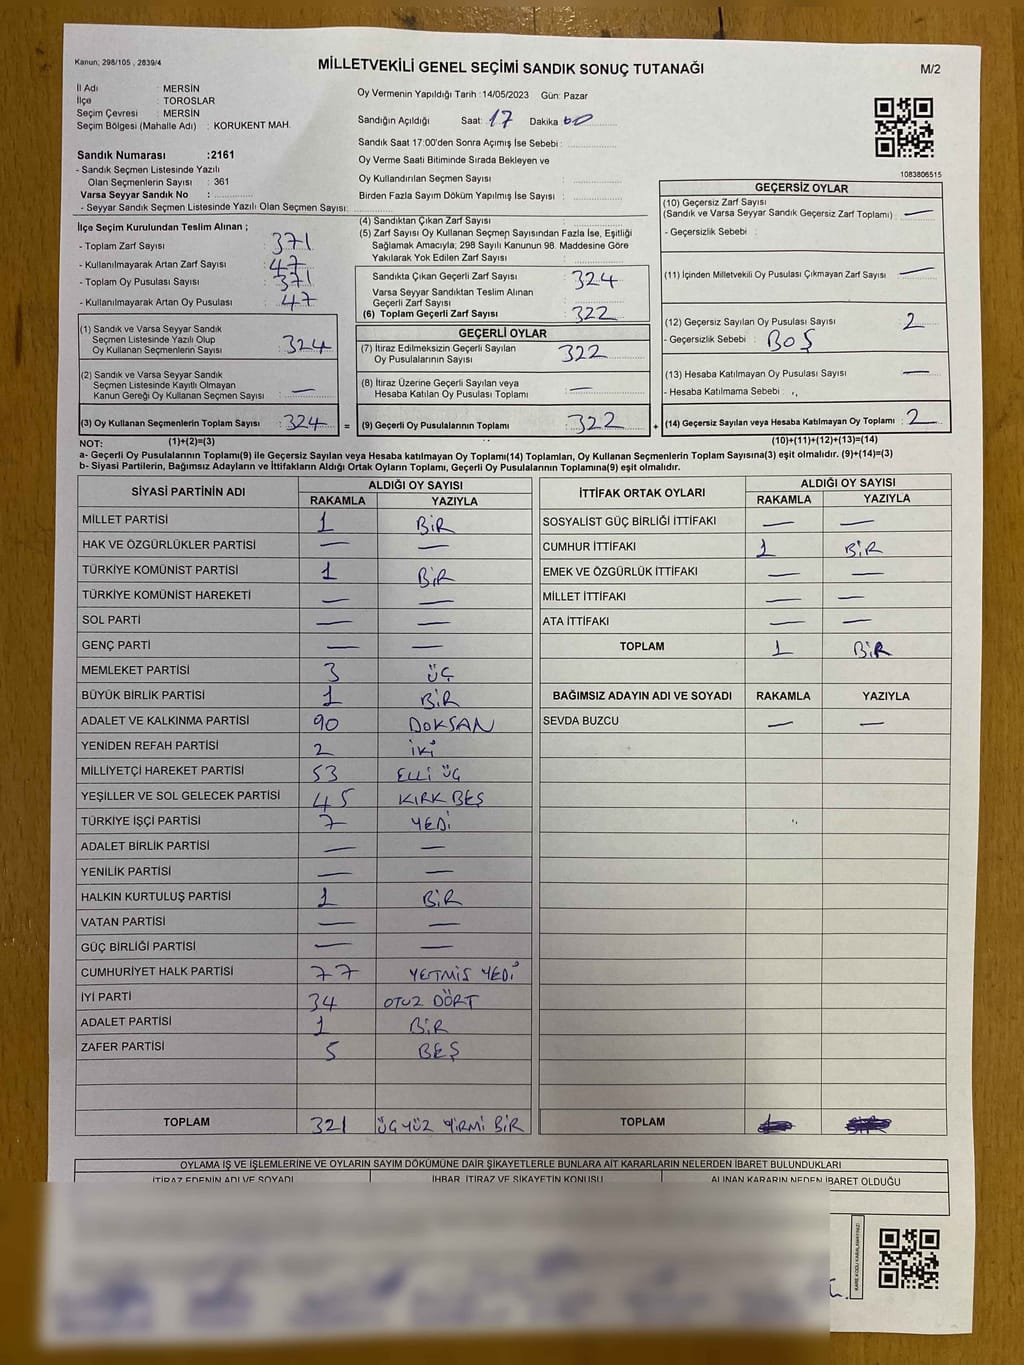 Kanun; 298/105 , 2839/4
MİLLETVEKİLİ GENEL SEÇİMİ SANDIK SONUÇ TUTANAĞI
M/2
İl Adı : MERSİN
İlçe : TOROSLAR
Seçim Çevresi : MERSİN
Seçim Bölgesi (Mahalle Adı) : KORUKENT MAH.
Sandık Numarası :2161
- Sandık Seçmen Listesinde Yazılı
Olan Seçmenlerin Sayısı : 361
Varsa Seyyar Sandık No :
- Seyyar Sandık Seçmen Listesinde Yazılı Olan Seçmen Sayısı:
Oy Vermenin Yapıldığı Tarih :14/05/2023 Gün: Pazar
Sandığın Açıldığı Saat: 17 Dakika 00
Sandık Saat 17:00'den Sonra Açımış İse Sebebi :
Oy Verme Saati Bitiminde Sırada Bekleyen ve
Oy Kullandırılan Seçmen Sayısı :
Birden Fazla Sayım Döküm Yapılmış İse Sayısı :
1083806515
İlçe Seçim Kurulundan Teslim Alınan ;
- Toplam Zarf Sayısı : 371
- Kullanılmayarak Artan Zarf Sayısı : 47
- Toplam Oy Pusulası Sayısı : 371
- Kullanılmayarak Artan Oy Pusulası : 47
(1) Sandık ve Varsa Seyyar Sandık
Seçmen Listesinde Yazılı Olup
Oy Kullanan Seçmenlerin Sayısı : 324
(2) Sandık ve Varsa Seyyar Sandık
Seçmen Listesinde Kayıtlı Olmayan
Kanun Gereği Oy Kullanan Seçmen Sayısı : —
(3) Oy Kullanan Seçmenlerin Toplam Sayısı : 324 =
(4) Sandıktan Çıkan Zarf Sayısı :
(5) Zarf Sayısı Oy Kullanan Seçmen Sayısından Fazla İse, Eşitliği
Sağlamak Amacıyla; 298 Sayılı Kanunun 98. Maddesine Göre
Yakılarak Yok Edilen Zarf Sayısı :
Sandıkta Çıkan Geçerli Zarf Sayısı : 324
Varsa Seyyar Sandıktan Teslim Alınan
Geçerli Zarf Sayısı :
(6) Toplam Geçerli Zarf Sayısı : 322
GEÇERLİ OYLAR
(7) İtiraz Edilmeksizin Geçerli Sayılan
Oy Pusulalarının Sayısı : 322
(8) İtiraz Üzerine Geçerli Sayılan veya
Hesaba Katılan Oy Pusulası Toplamı : —
(9) Geçerli Oy Pusulalarının Toplamı : 322 +
GEÇERSİZ OYLAR
(10) Geçersiz Zarf Sayısı
(Sandık ve Varsa Seyyar Sandık Geçersiz Zarf Toplamı) : —
- Geçersizlik Sebebi :
(11) İçinden Milletvekili Oy Pusulası Çıkmayan Zarf Sayısı : —
(12) Geçersiz Sayılan Oy Pusulası Sayısı : 2
- Geçersizlik Sebebi : BOŞ
(13) Hesaba Katılmayan Oy Pusulası Sayısı : —
- Hesaba Katılmama Sebebi :
(14) Geçersiz Sayılan veya Hesaba Katılmayan Oy Toplamı : 2
NOT: (1)+(2)=(3) (10)+(11)+(12)+(13)=(14)
a- Geçerli Oy Pusulasının Toplamı(9) ile Geçersiz Sayılan veya Hesaba katılmayan Oy Toplamı(14) Toplamları, Oy Kullanan Seçmenlerin Toplam Sayısına(3) eşit olmalıdır. (9)+(14)=(3)
b- Siyasi Partilerin, Bağımsız Adayların ve İttifakların Aldığı Ortak Oyların Toplamı, Geçerli Oy Pusulalarının Toplamına(9) eşit olmalıdır.
SİYASİ PARTİNİN ADI ALDIĞI OY SAYISI
RAKAMLA YAZIYLA
MİLLET PARTİSİ 1 BİR
HAK VE ÖZGÜRLÜKLER PARTİSİ — —
TÜRKİYE KOMÜNİST PARTİSİ 1 BİR
TÜRKİYE KOMÜNİST HAREKETİ — —
SOL PARTİ — —
GENÇ PARTİ — —
MEMLEKET PARTİSİ 3 ÜÇ
BÜYÜK BİRLİK PARTİSİ 1 BİR
ADALET VE KALKINMA PARTİSİ 90 DOKSAN
YENİDEN REFAH PARTİSİ 2 İKİ
MİLLİYETÇİ HAREKET PARTİSİ 53 ELLİ ÜÇ
YEŞİLLER VE SOL GELECEK PARTİSİ 45 KIRK BEŞ
TÜRKİYE İŞÇİ PARTİSİ 7 YEDİ
ADALET BİRLİK PARTİSİ — —
YENİLİK PARTİSİ — —
HALKIN KURTULUŞ PARTİSİ 1 BİR
VATAN PARTİSİ — —
GÜÇ BİRLİĞİ PARTİSİ — —
CUMHURİYET HALK PARTİSİ 77 YETMİŞ YEDİ
İYİ PARTİ 34 OTUZ DÖRT
ADALET PARTİSİ 1 BİR
ZAFER PARTİSİ 5 BEŞ
TOPLAM 321 ÜÇ YÜZ YİRMİ BİR
İTTİFAK ORTAK OYLARI ALDIĞI OY SAYISI
RAKAMLA YAZIYLA
SOSYALİST GÜÇ BİRLİĞİ İTTİFAKI — —
CUMHUR İTTİFAKI 1 BİR
EMEK VE ÖZGÜRLÜK İTTİFAKI — —
MİLLET İTTİFAKI — —
ATA İTTİFAKI — —
TOPLAM 1 BİR
BAĞIMSIZ ADAYIN ADI VE SOYADI RAKAMLA YAZIYLA
SEVDA BUZCU — —
TOPLAM
OYLAMA İŞ VE İŞLEMLERİNE VE OYLARIN SAYIM DÖKÜMÜNE DAİR ŞİKAYETLERLE BUNLARA AİT KARARLARIN NELERDEN İBARET BULUNDUKLARI
İTİRAZ EDENİN ADI VE SOYADI İHBAR, İTİRAZ VE ŞİKAYETİN KONUSU ALINAN KARARIN NEDEN İBARET OLDUĞU